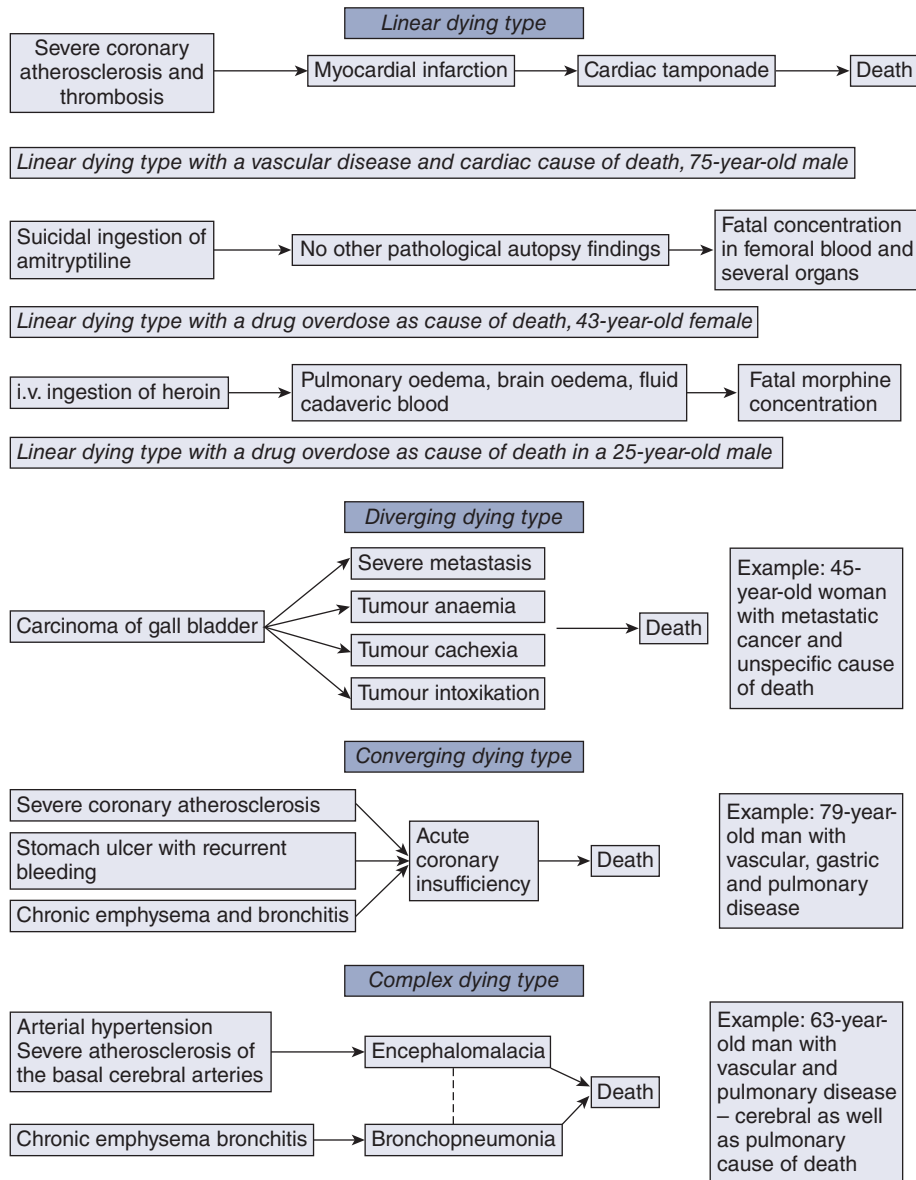 Linear dying type
Severe coronary
atherosclerosis and
thrombosis
Myocardial infarction
Cardiac tamponade
Death
Linear dying type with a vascular disease and cardiac cause of death, 75-year-old male
Suicidal ingestion of
amitryptiline
No other pathological autopsy findings
Fatal concentration
in femoral blood and
several organs
Linear dying type with a drug overdose as cause of death, 43-year-old female
i.v. ingestion of heroin
Pulmonary oedema, brain oedema, fluid
cadaveric blood
Fatal morphine
concentration
Linear dying type with a drug overdose as cause of death in a 25-year-old male
Diverging dying type
Carcinoma of gall bladder
Severe metastasis
Tumour anaemia
Tumour cachexia
Tumour intoxikation
Death
Example: 45-
year-old woman
with metastatic
cancer and
unspecific cause
of death
Converging dying type
Severe coronary atherosclerosis
Stomach ulcer with recurrent
bleeding
Chronic emphysema and bronchitis
Acute
coronary
insufficiency
Death
Example: 79-year-
old man with
vascular, gastric
and pulmonary
disease
Complex dying type
Arterial hypertension
Severe atherosclerosis of
the basal cerebral arteries
Encephalomalacia
Chronic emphysema bronchitis
Bronchopneumonia
Death
Example: 63-year-
old man with
vascular and
pulmonary disease
– cerebral as well
as pulmonary
cause of death